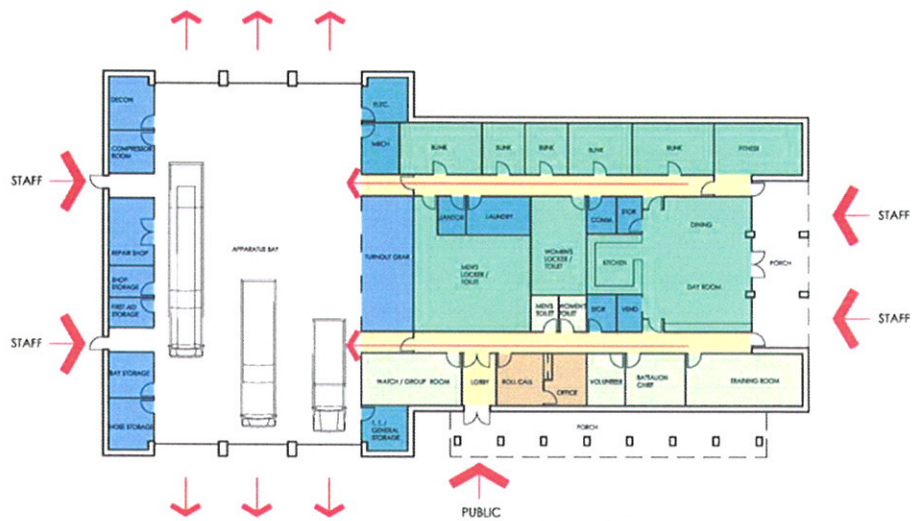 DECON
COMPRESSOR
ROOM
STAFF
REPAIR SHOP
SHOP
STORAGE
FIRST AID
STORAGE
STAFF
BAY STORAGE
HOSE STORAGE
APPARATUS BAY
ELEC.
MECH
BUNK
BUNK
BUNK
BUNK
BUNK
FITNESS
TURNOUT GEAR
JANITOR
LAUNDRY
MEN'S
LOCKER /
TOILET
WOMEN'S
LOCKER /
TOILET
COMM.
STOR.
KITCHEN
DINING
DAY ROOM
MEN'S
TOILET
WOMEN'S
TOILET
STOR.
VEND
PORCH
STAFF
STAFF
WATCH / GROUP ROOM
LOBBY
ROLL CALL
OFFICE
VOLUNTEER
BATTALION
CHIEF
TRAINING ROOM
GENERAL
STORAGE
PORCH
PUBLIC